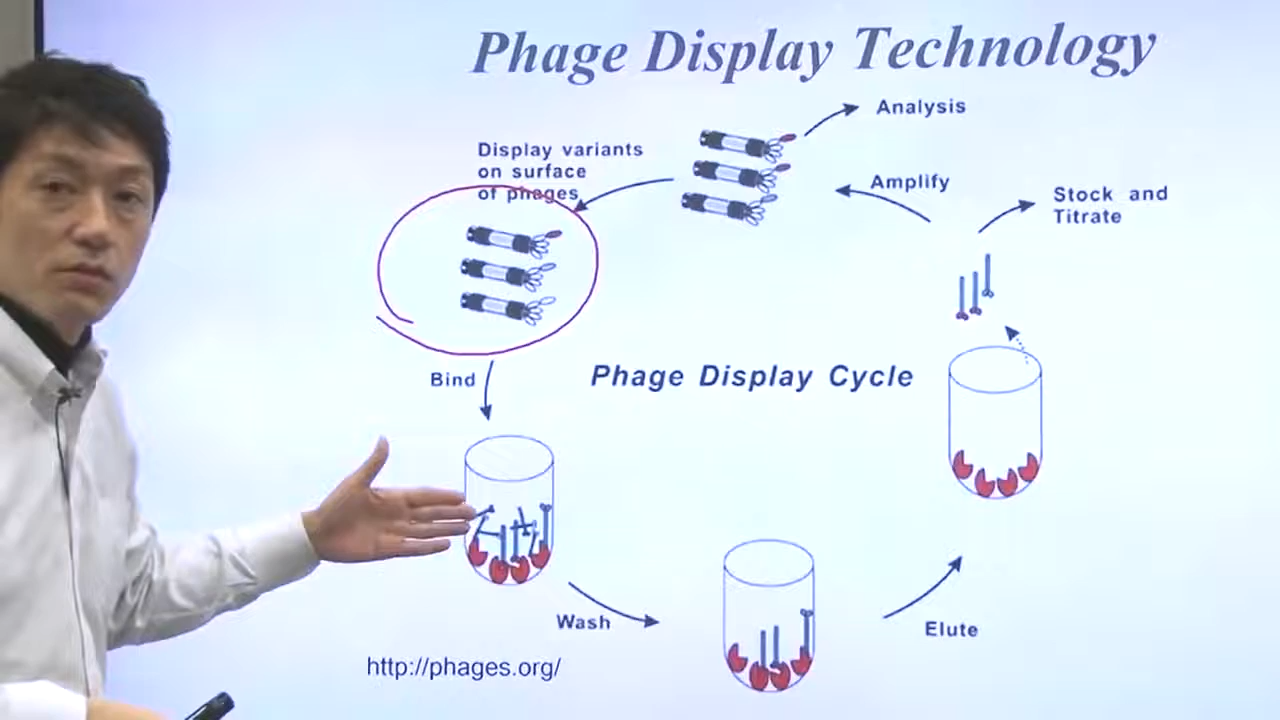 Phage Display Technology
Analysis
Display variants
on surface
of phages
Amplify
Stock and
Titrate
Bind
Phage Display Cycle
Wash
Elute
http://phages.org/